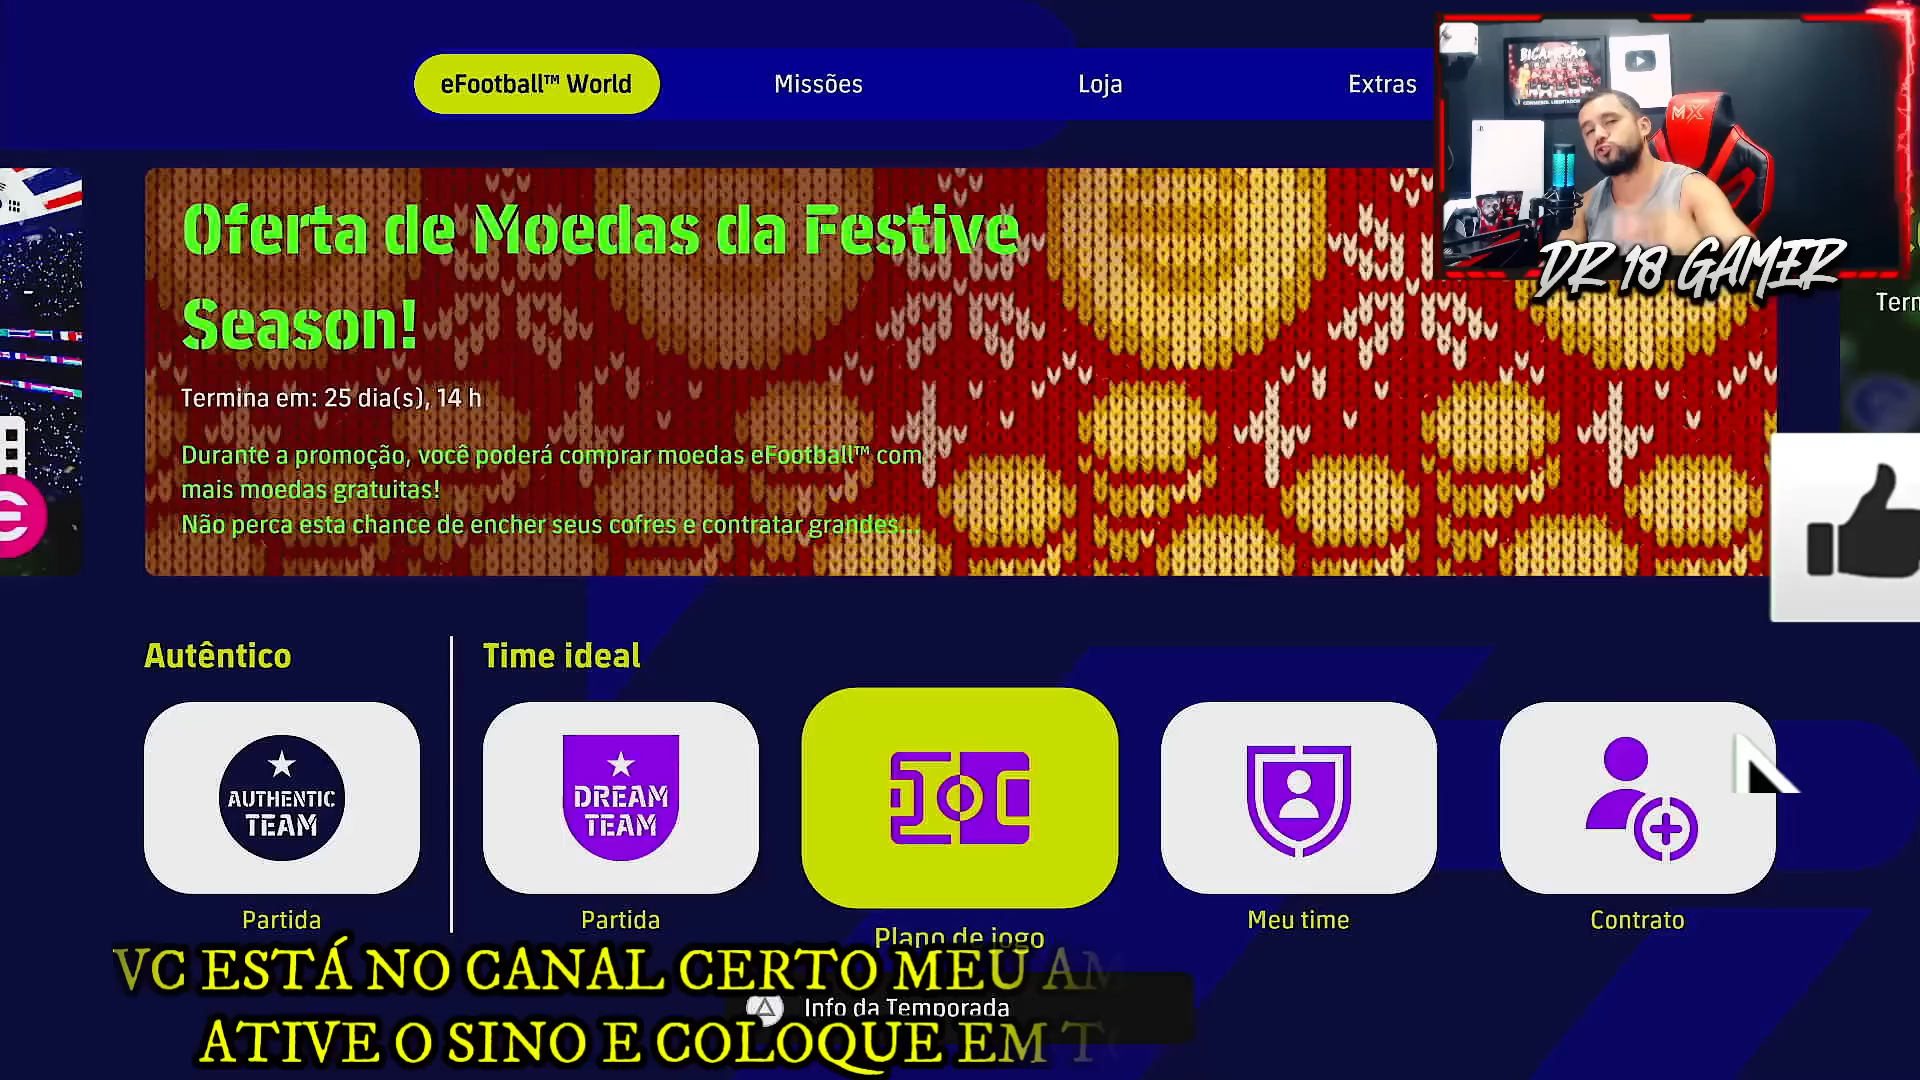 eFootball™ World
Missões
Loja
Extras
BICAMPEÃO
MX
DR 18 GAMER
Oferta de Moedas da Festive
Season!
Termina em: 25 dia(s), 14 h
Durante a promoção, você poderá comprar moedas eFootball™ com
mais moedas gratuitas!
Não perca esta chance de encher seus cofres e contratar grandes...
Autêntico
Time ideal
AUTHENTIC
TEAM
DREAM
TEAM
Partida
Partida
Plano de jogo
Meu time
Contrato
VC ESTÁ NO CANAL CERTO MEU
Info da Temporada
ATIVE O SINO E COLOQUE EM